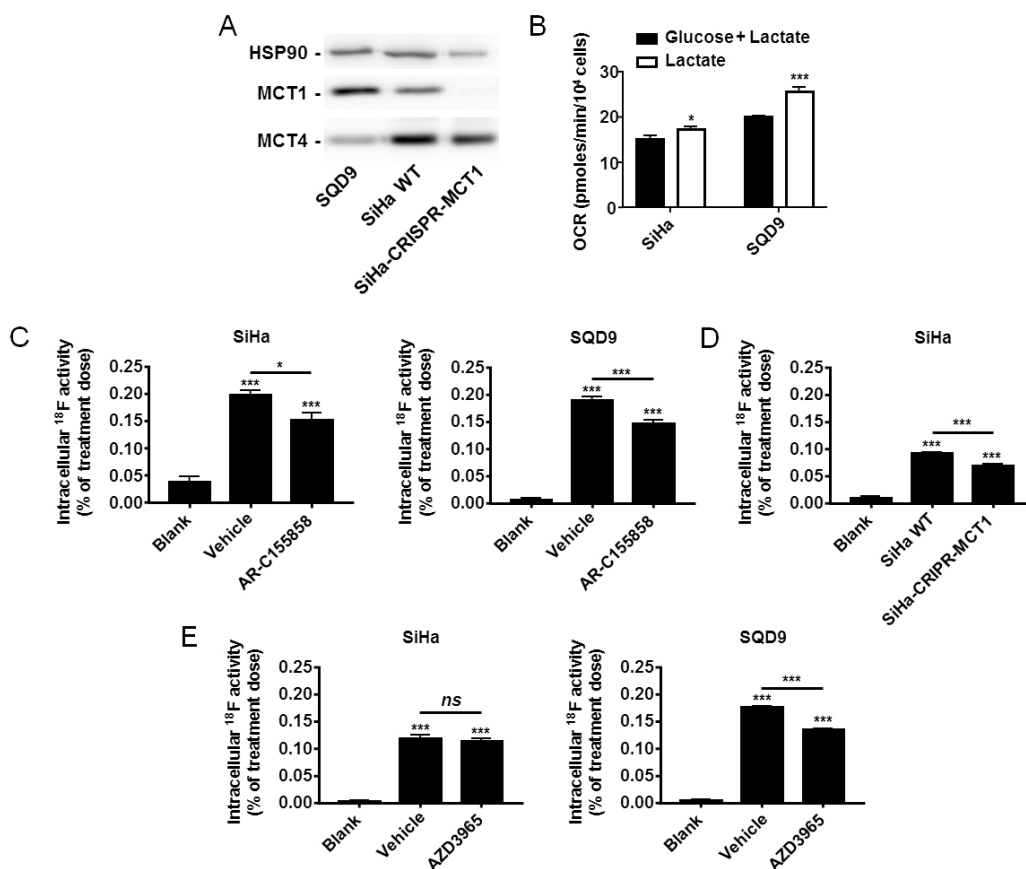 A
HSP90 -
MCT1 -
MCT4 -
SQD9
SiHa WT
SiHa-CRISPR-MCT1
B
Glucose + Lactate
Lactate
OCR (pmoles/min/10⁴ cells)
30
20
10
0
*
***
SiHa
SQD9
C
SiHa
Intracellular ¹⁸F activity
(% of treatment dose)
0.25
0.20
0.15
0.10
0.05
0.00
*
***
***
Blank
Vehicle
AR-C155858
SQD9
Intracellular ¹⁸F activity
(% of treatment dose)
0.25
0.20
0.15
0.10
0.05
0.00
***
***
***
Blank
Vehicle
AR-C155858
D
SiHa
Intracellular ¹⁸F activity
(% of treatment dose)
0.25
0.20
0.15
0.10
0.05
0.00
***
***
***
Blank
SiHa WT
SiHa-CRIPR-MCT1
E
SiHa
Intracellular ¹⁸F activity
(% of treatment dose)
0.25
0.20
0.15
0.10
0.05
0.00
ns
***
***
Blank
Vehicle
AZD3965
SQD9
Intracellular ¹⁸F activity
(% of treatment dose)
0.25
0.20
0.15
0.10
0.05
0.00
***
***
***
Blank
Vehicle
AZD3965